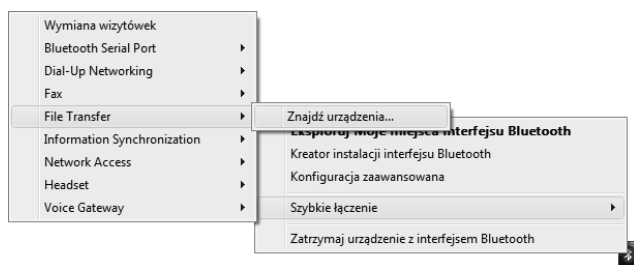 Wymiana wizytówek
Bluetooth Serial Port
Dial-Up Networking
Fax
File Transfer
Information Synchronization
Network Access
Headset
Voice Gateway
Znajdź urządzenia...
Eksploruj Moje miejsca interfejsu Bluetooth
Kreator instalacji interfejsu Bluetooth
Konfiguracja zaawansowana
Szybkie łączenie
Zatrzymaj urządzenie z interfejsem Bluetooth